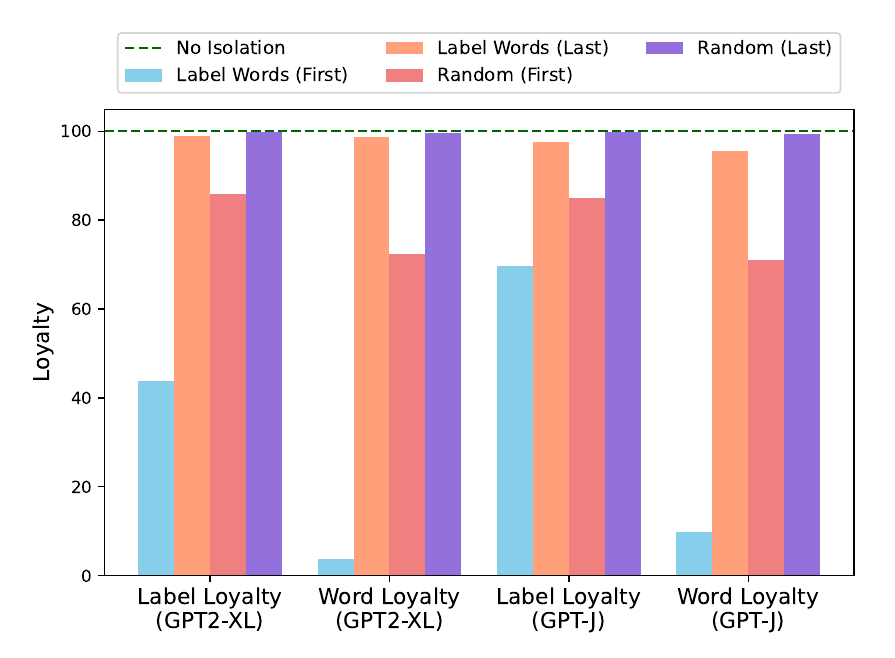 No Isolation
Label Words (First)
Label Words (Last)
Random (First)
Random (Last)
Loyalty
100
80
60
40
20
0
Label Loyalty
(GPT2-XL)
Word Loyalty
(GPT2-XL)
Label Loyalty
(GPT-J)
Word Loyalty
(GPT-J)